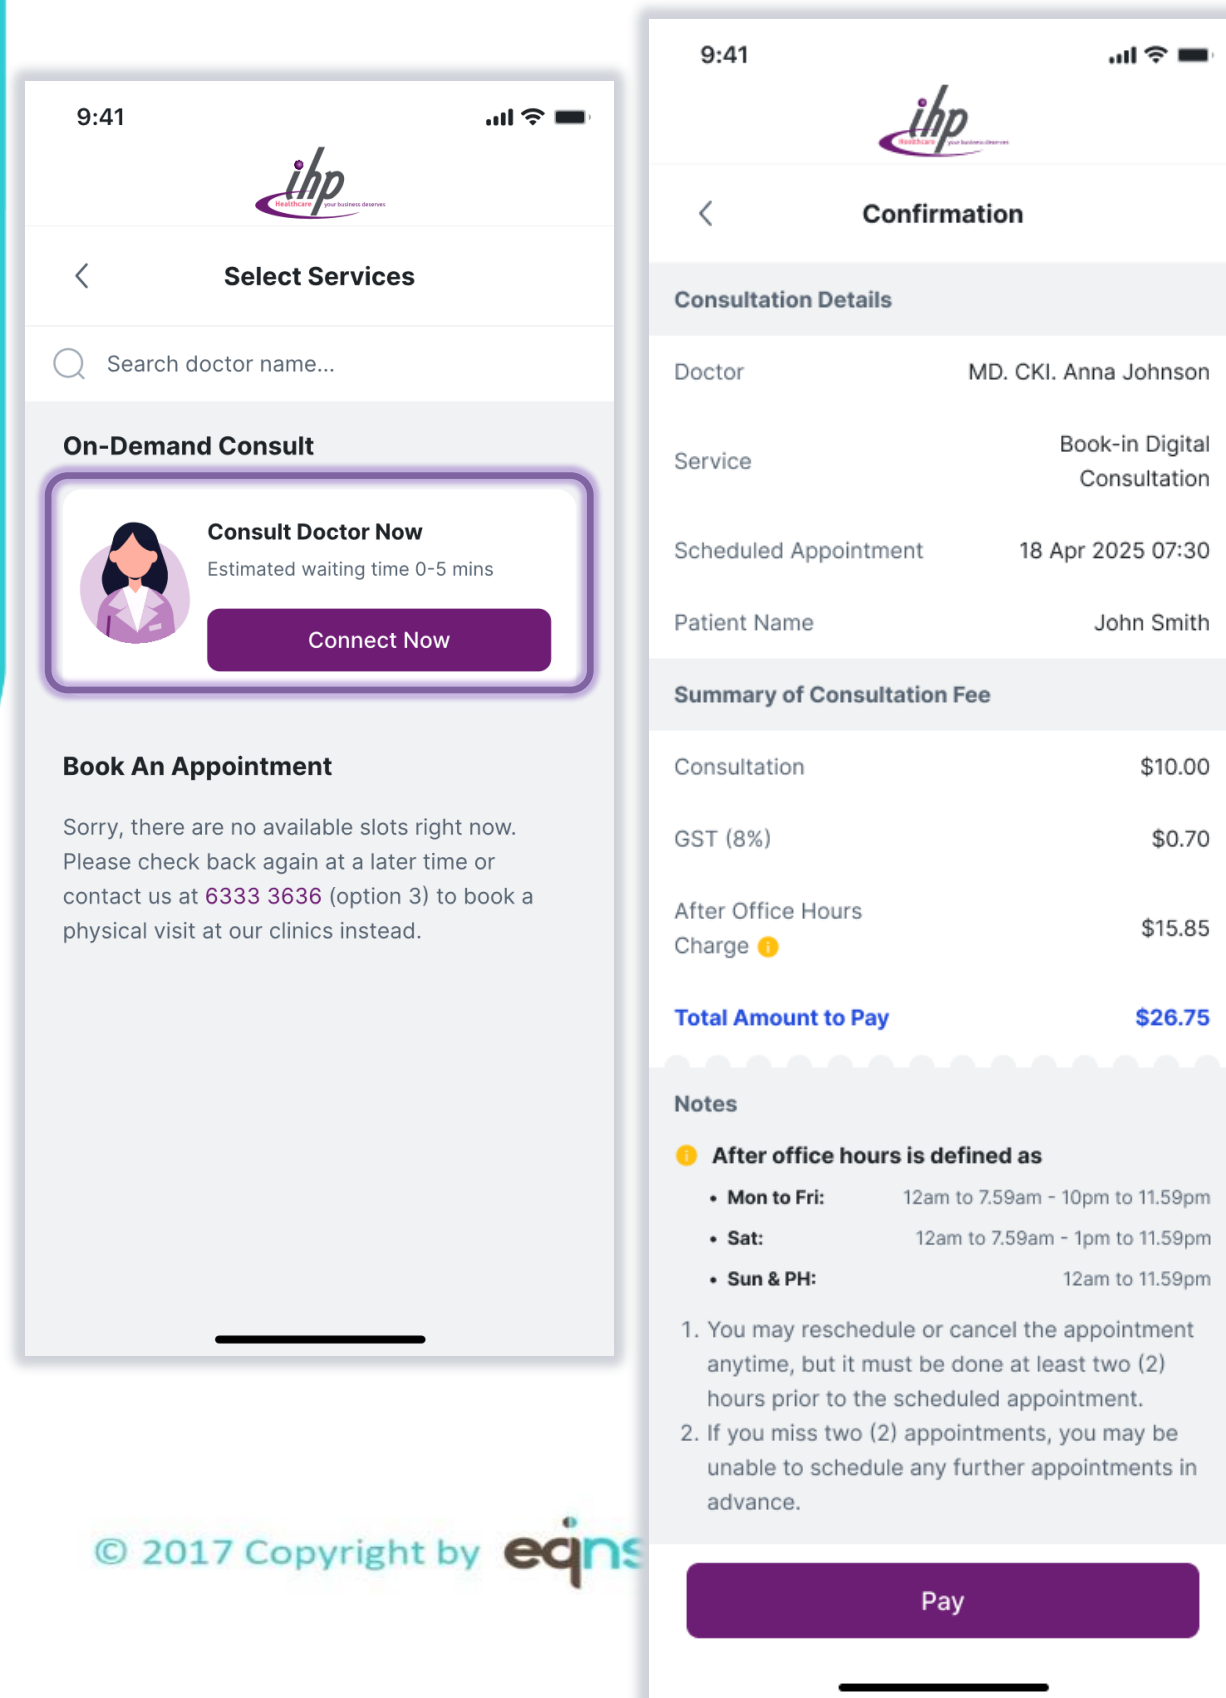 9:41
ihp
Healthcare your business deserves
Select Services
Search doctor name...
On-Demand Consult
Consult Doctor Now
Estimated waiting time 0-5 mins
Connect Now
Book An Appointment
Sorry, there are no available slots right now.
Please check back again at a later time or
contact us at 6333 3636 (option 3) to book a
physical visit at our clinics instead.
© 2017 Copyright by eqns
9:41
ihp
Healthcare your business deserves
Confirmation
Consultation Details
Doctor MD. CKI. Anna Johnson
Service Book-in Digital
Consultation
Scheduled Appointment 18 Apr 2025 07:30
Patient Name John Smith
Summary of Consultation Fee
Consultation $10.00
GST (8%) $0.70
After Office Hours
Charge $15.85
Total Amount to Pay $26.75
Notes
After office hours is defined as
• Mon to Fri: 12am to 7.59am - 10pm to 11.59pm
• Sat: 12am to 7.59am - 1pm to 11.59pm
• Sun & PH: 12am to 11.59pm
1. You may reschedule or cancel the appointment
anytime, but it must be done at least two (2)
hours prior to the scheduled appointment.
2. If you miss two (2) appointments, you may be
unable to schedule any further appointments in
advance.
Pay